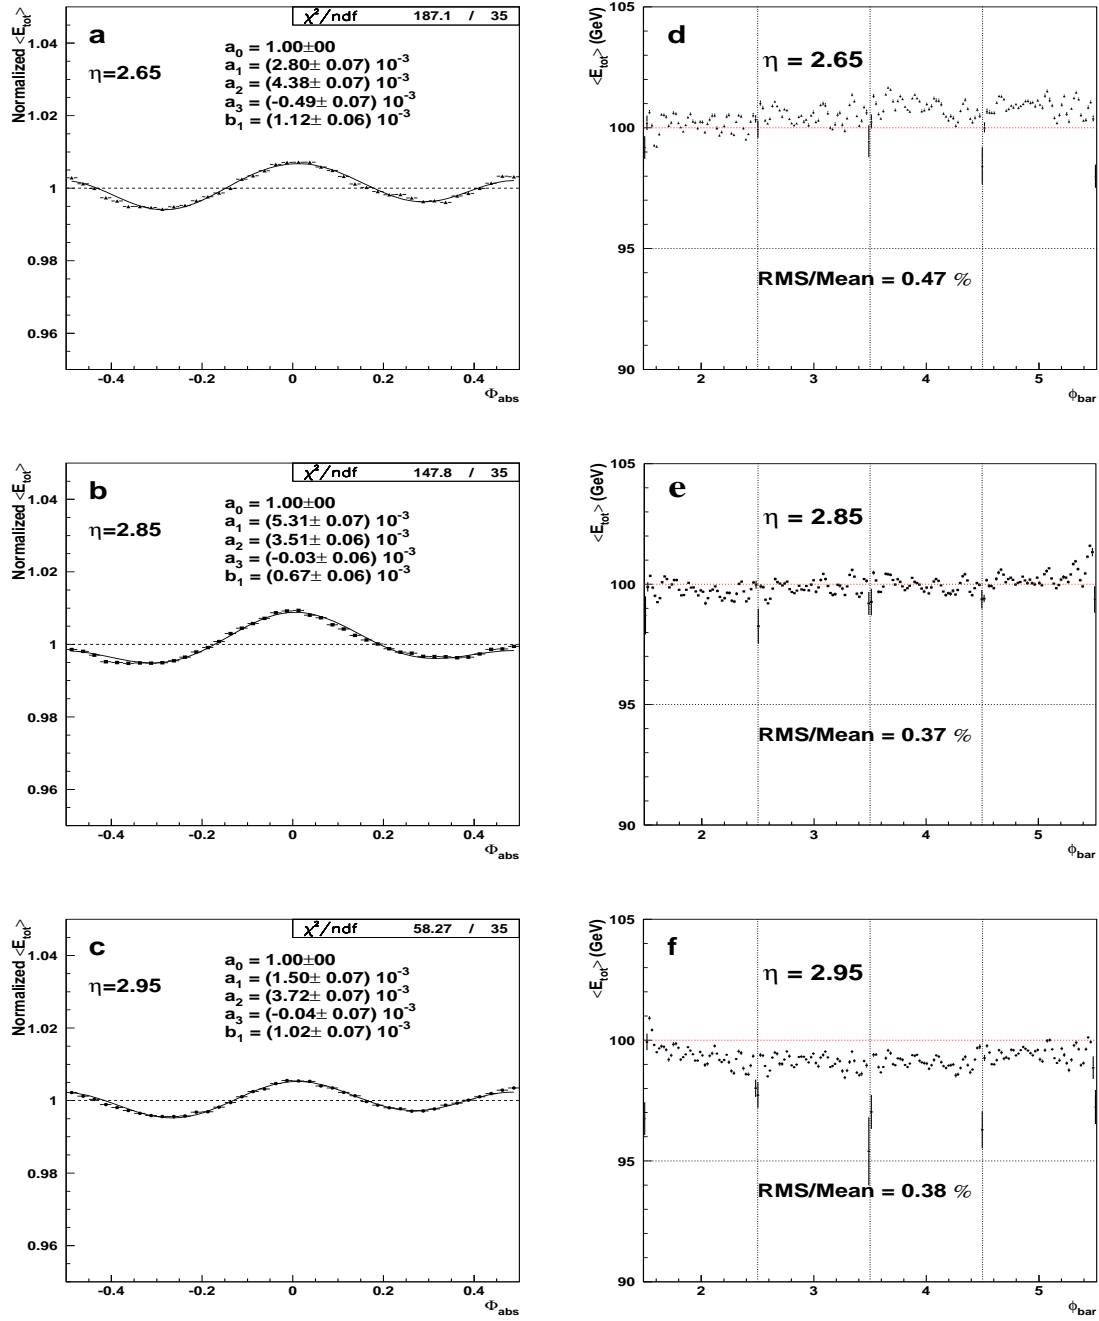 a
χ²/ndf 187.1 / 35
η=2.65
a₀ = 1.00±00
a₁ = (2.80± 0.07) 10⁻³
a₂ = (4.38± 0.07) 10⁻³
a₃ = (-0.49± 0.07) 10⁻³
b₁ = (1.12± 0.06) 10⁻³
Normalized <E_tot>
1.04
1.02
1
0.98
0.96
-0.4 -0.2 0 0.2 0.4
Φ_abs
d
η = 2.65
<E_tot> (GeV)
105
100
95
90
RMS/Mean = 0.47 %
2 3 4 5
ϕ_bar
b
χ²/ndf 147.8 / 35
η=2.85
a₀ = 1.00±00
a₁ = (5.31± 0.07) 10⁻³
a₂ = (3.51± 0.06) 10⁻³
a₃ = (-0.03± 0.06) 10⁻³
b₁ = (0.67± 0.06) 10⁻³
Normalized <E_tot>
1.04
1.02
1
0.98
0.96
-0.4 -0.2 0 0.2 0.4
Φ_abs
e
η = 2.85
<E_tot> (GeV)
105
100
95
90
RMS/Mean = 0.37 %
2 3 4 5
ϕ_bar
c
χ²/ndf 58.27 / 35
η=2.95
a₀ = 1.00±00
a₁ = (1.50± 0.07) 10⁻³
a₂ = (3.72± 0.07) 10⁻³
a₃ = (-0.04± 0.07) 10⁻³
b₁ = (1.02± 0.07) 10⁻³
Normalized <E_tot>
1.04
1.02
1
0.98
0.96
-0.4 -0.2 0 0.2 0.4
Φ_abs
f
η = 2.95
<E_tot> (GeV)
105
100
95
90
RMS/Mean = 0.38 %
2 3 4 5
ϕ_bar